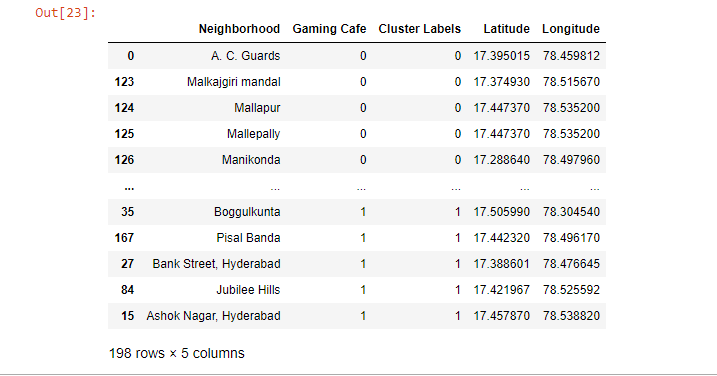 Out[23]:
Neighborhood Gaming Cafe Cluster Labels Latitude Longitude
0 A. C. Guards 0 0 17.395015 78.459812
123 Malkajgiri mandal 0 0 17.374930 78.515670
124 Mallapur 0 0 17.447370 78.535200
125 Mallepally 0 0 17.447370 78.535200
126 Manikonda 0 0 17.288640 78.497960
... ... ... ... ... ...
35 Boggulkunta 1 1 17.505990 78.304540
167 Pisal Banda 1 1 17.442320 78.496170
27 Bank Street, Hyderabad 1 1 17.388601 78.476645
84 Jubilee Hills 1 1 17.421967 78.525592
15 Ashok Nagar, Hyderabad 1 1 17.457870 78.538820
198 rows × 5 columns